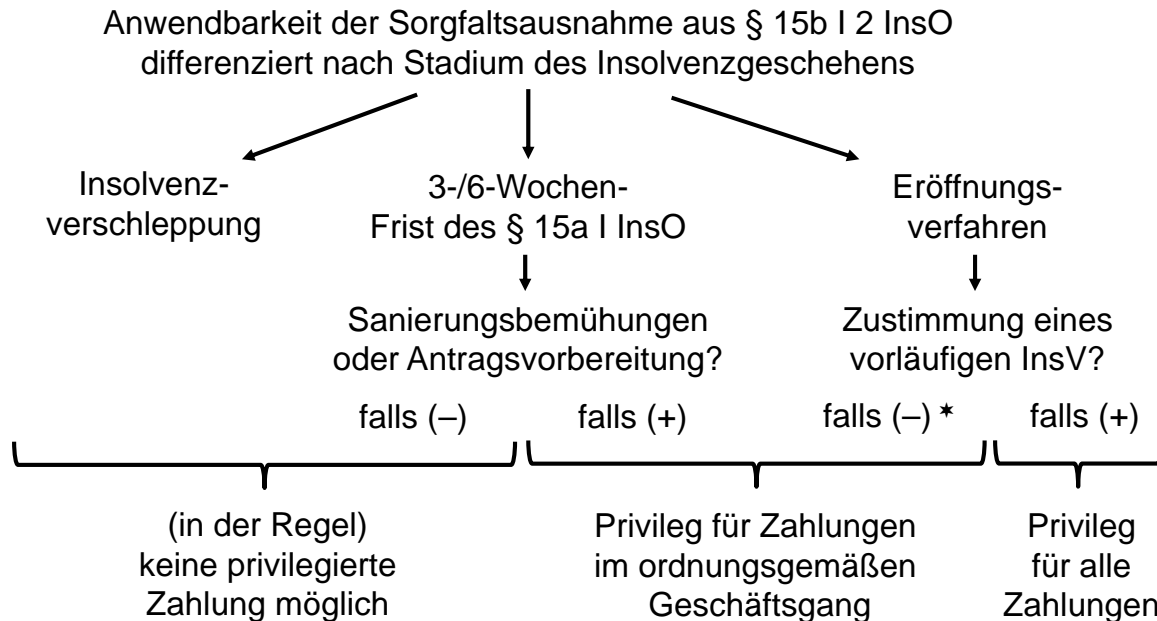 Anwendbarkeit der Sorgfaltsausnahme aus § 15b I 2 InsO
differenziert nach Stadium des Insolvenzgeschehens
Insolvenz-
verschleppung
3-/6-Wochen-
Frist des § 15a I InsO
Eröffnungs-
verfahren
Sanierungsbemühungen
oder Antragsvorbereitung?
Zustimmung eines
vorläufigen InsV?
falls (–)
falls (+)
falls (–) *
falls (+)
(in der Regel)
keine privilegierte
Zahlung möglich
Privileg für Zahlungen
im ordnungsgemäßen
Geschäftsgang
Privileg
für alle
Zahlungen